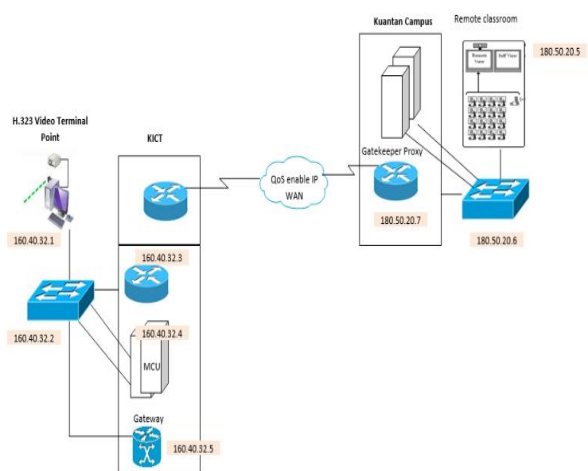 Kuantan Campus
Remote classroom
180.50.20.5
H.323 Video Terminal
Point
KICT
Gatekeeper Proxy
QoS enable IP
WAN
180.50.20.7
180.50.20.6
160.40.32.1
160.40.32.3
160.40.32.2
160.40.32.4
MCU
Gateway
160.40.32.5